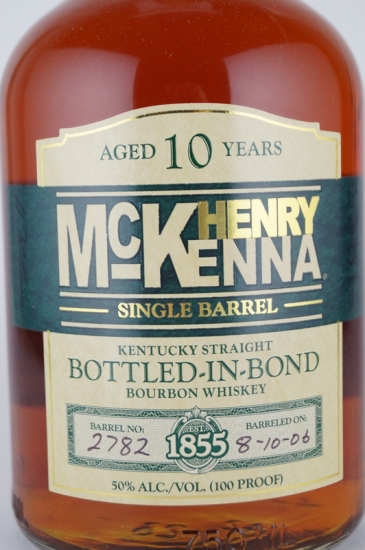 AGED 10 YEARS
HENRY
McKENNA®
SINGLE BARREL
KENTUCKY STRAIGHT
BOTTLED-IN-BOND
BOURBON WHISKEY
BARREL NO:
2782
EST.
1855
BARRELED ON:
8-10-06
50% ALC./VOL. (100 PROOF)